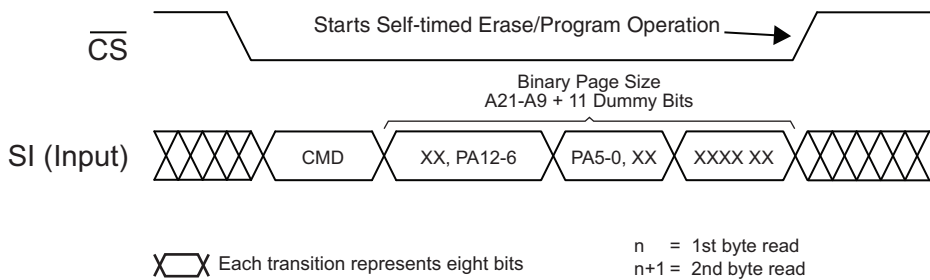 Starts Self-timed Erase/Program Operation
CS
Binary Page Size
A21-A9 + 11 Dummy Bits
SI (Input)
CMD
XX, PA12-6
PA5-0, XX
XXXX XX
Each transition represents eight bits
n = 1st byte read
n+1 = 2nd byte read